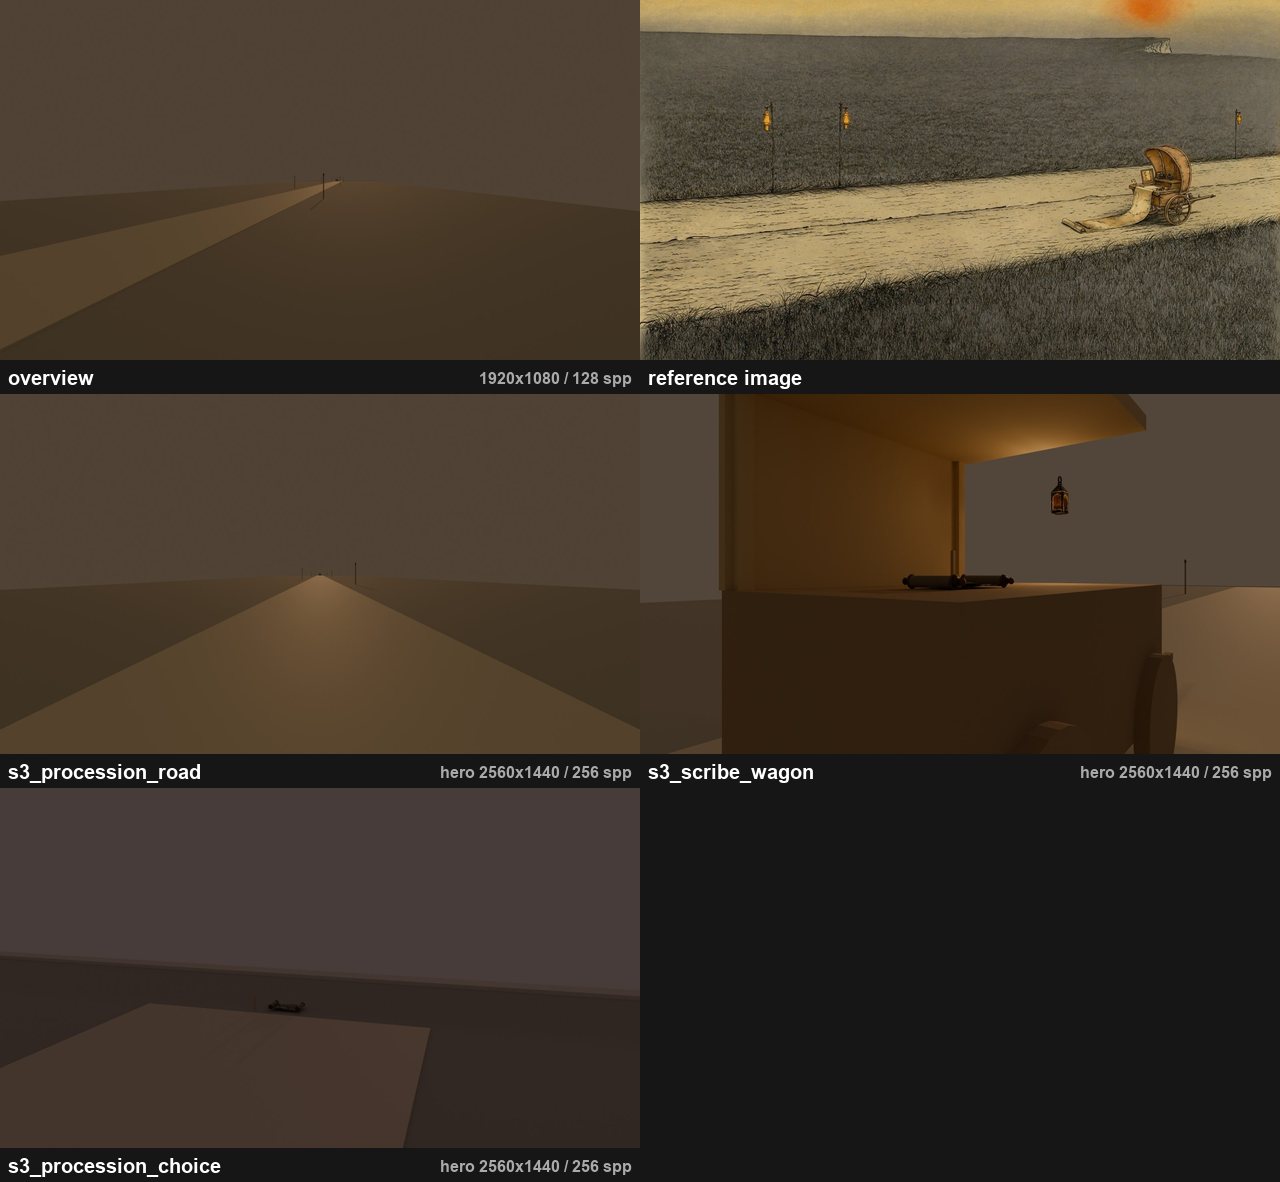 overview
1920x1080 / 128 spp
reference image
s3_procession_road
hero 2560x1440 / 256 spp
s3_scribe_wagon
hero 2560x1440 / 256 spp
s3_procession_choice
hero 2560x1440 / 256 spp